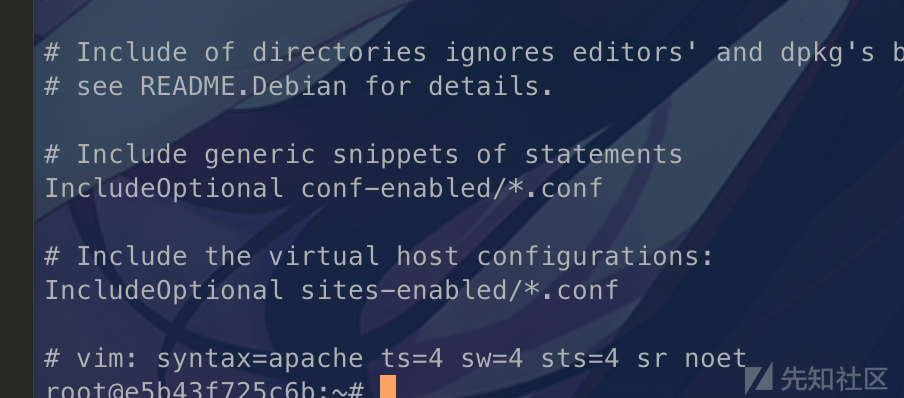 # Include of directories ignores editors' and dpkg's b
# see README.Debian for details.
# Include generic snippets of statements
IncludeOptional conf-enabled/*.conf
# Include the virtual host configurations:
IncludeOptional sites-enabled/*.conf
# vim: syntax=apache ts=4 sw=4 sts=4 sr noet
root@e5b43f725c6b:~#
先知社区